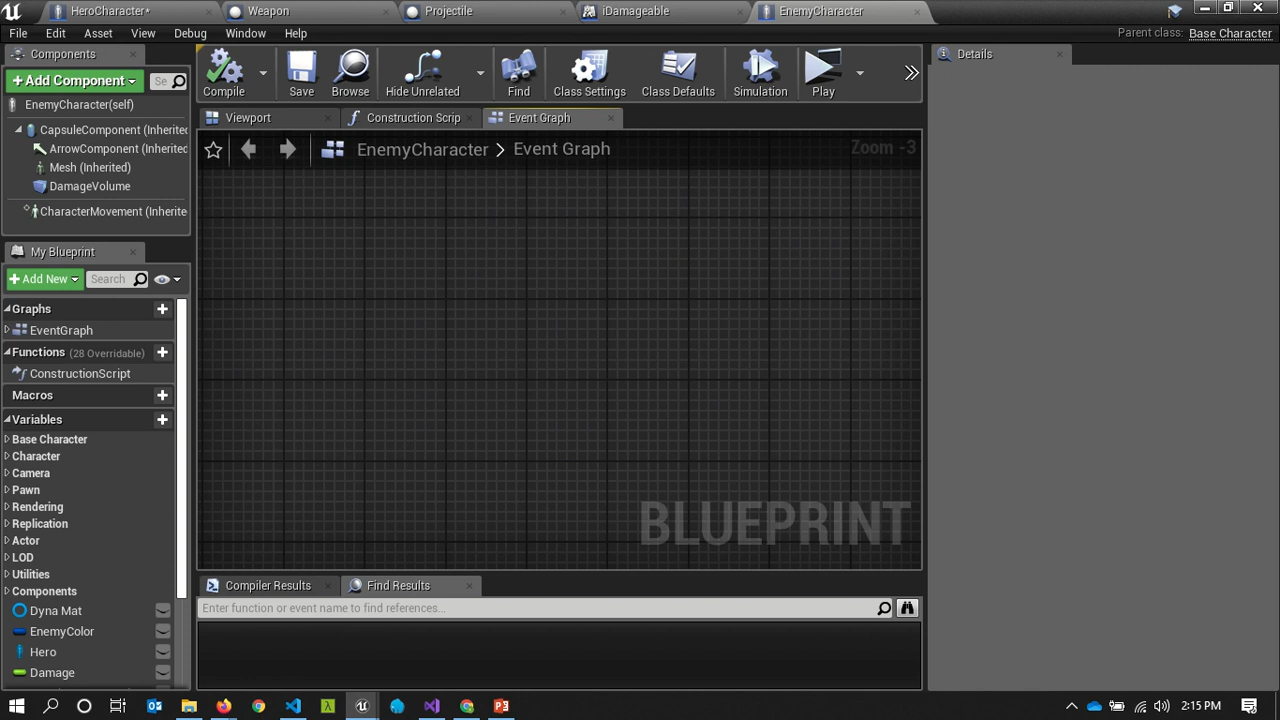 HeroCharacter*
Weapon
Projectile
iDamageable
EnemyCharacter
File Edit Asset View Debug Window Help
Parent class: Base Character
Components
+Add Component
Se
EnemyCharacter(self)
CapsuleComponent (Inherited
ArrowComponent (Inherited
Mesh (Inherited)
DamageVolume
CharacterMovement (Inherite
My Blueprint
+Add New
Search
Graphs
EventGraph
Functions (28 Overridable)
ConstructionScript
Macros
Variables
Base Character
Character
Camera
Pawn
Rendering
Replication
Actor
LOD
Utilities
Components
Dyna Mat
EnemyColor
Hero
Damage
Compile
Save
Browse
Hide Unrelated
Find
Class Settings
Class Defaults
Simulation
Play
Viewport
Construction Scrip
Event Graph
EnemyCharacter > Event Graph
Zoom -3
BLUEPRINT
Compiler Results
Find Results
Enter function or event name to find references...
Details
2:15 PM